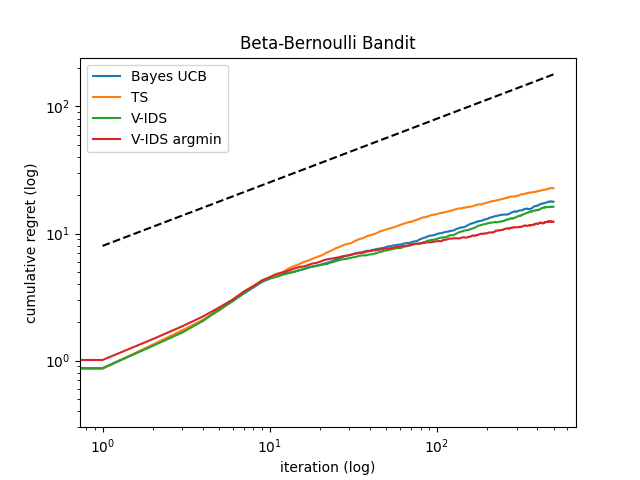 Beta-Bernoulli Bandit
Bayes UCB
TS
V-IDS
V-IDS argmin
cumulative regret (log)
10²
10¹
10⁰
10⁰
10¹
10²
iteration (log)